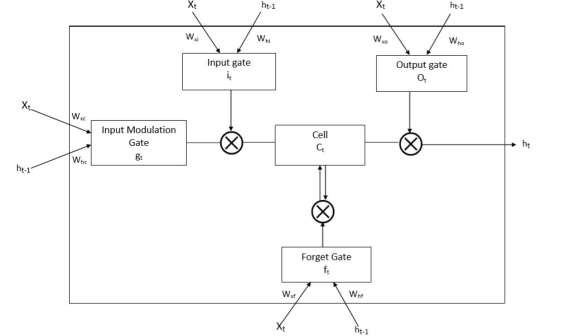 Xₜ hₜ₋₁ Xₜ hₜ₋₁
Wₓᵢ Wₕᵢ Wₓₒ Wₕₒ
Input gate
iₜ
Output gate
Oₜ
Xₜ
Wₓc
Input Modulation
Gate
gₜ
Cell
Cₜ
hₜ
Wₕc
hₜ₋₁
Forget Gate
fₜ
Wₓf Wₕf
Xₜ hₜ₋₁